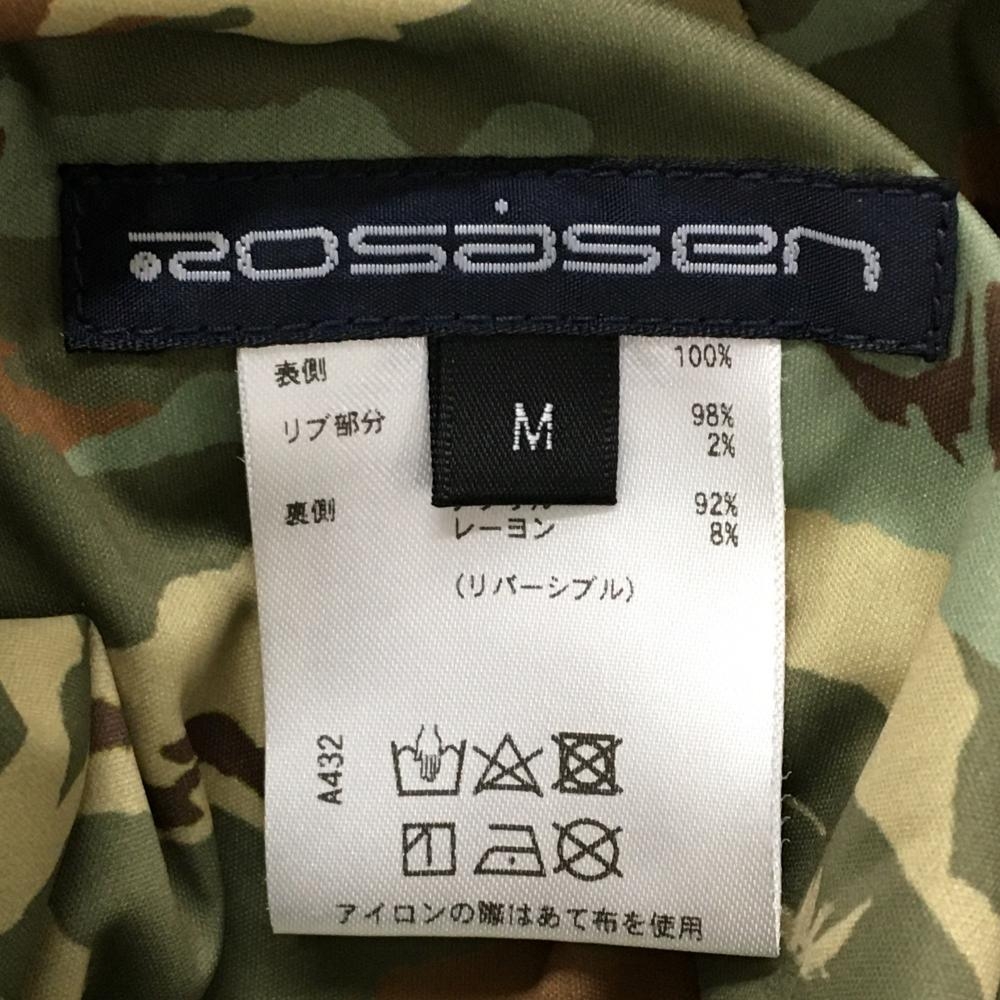 ROSASEN
M
表側 100%
リブ部分 98%
2%
裏側 92%
レーヨン 8%
(リバーシブル)
A432
アイロンの際はあて布を使用